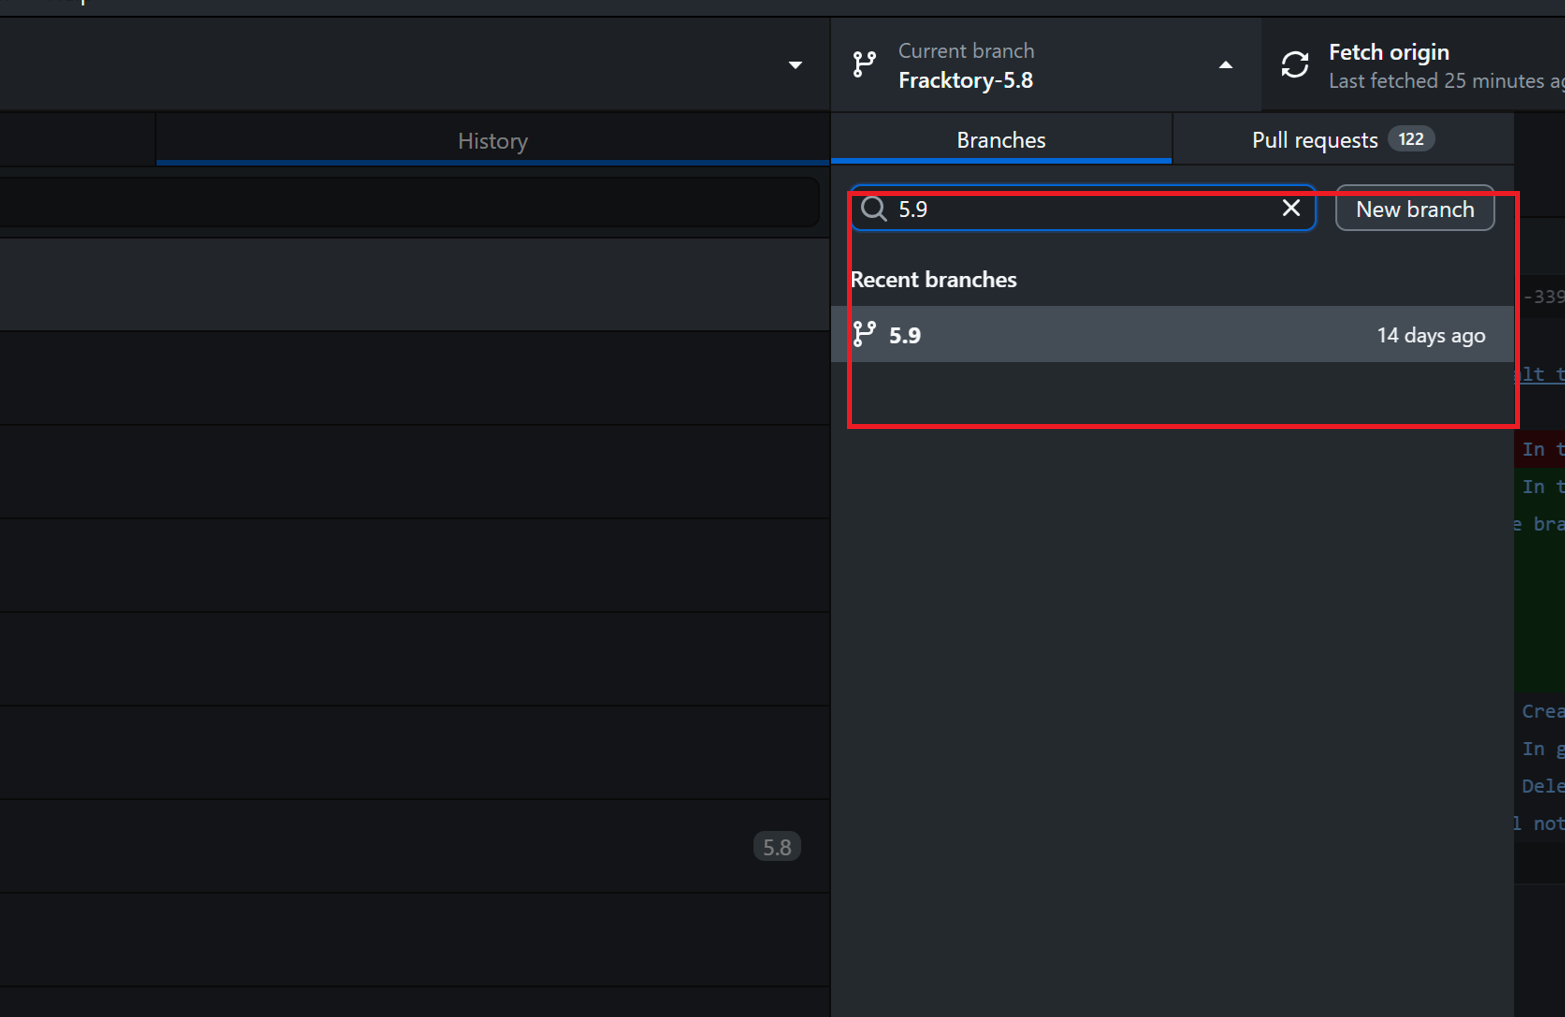 Current branch
Fracktory-5.8
Fetch origin
Last fetched 25 minutes
History
Branches
Pull requests 122
5.9
New branch
Recent branches
5.9
14 days ago
-339
alt t
In t
In t
e bra
Crea
In g
Dele
l not
5.8